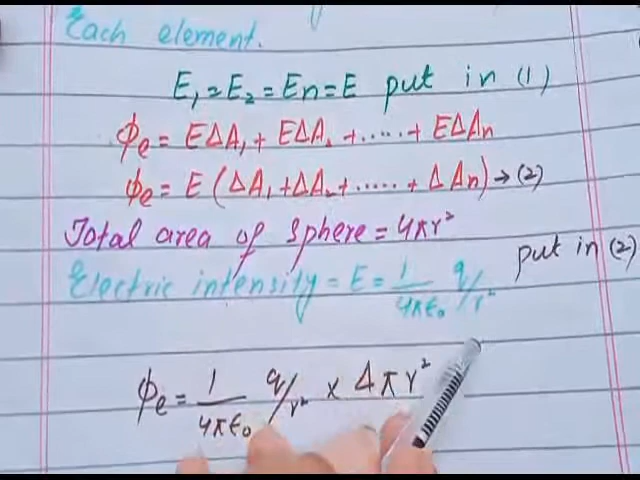 Each element.
E₁=E₂=En=E put in (1)
ϕe = EΔA₁ + EΔA₂ +.....+ EΔAn
ϕe = E (ΔA₁+ΔA₂+.....+ ΔAn) → (2)
Total area of sphere = 4πr²
put in (2)
Electric intensity = E = 1/4πε₀ q/r²
ϕe = 1/4πε₀ q/r² × 4πr²